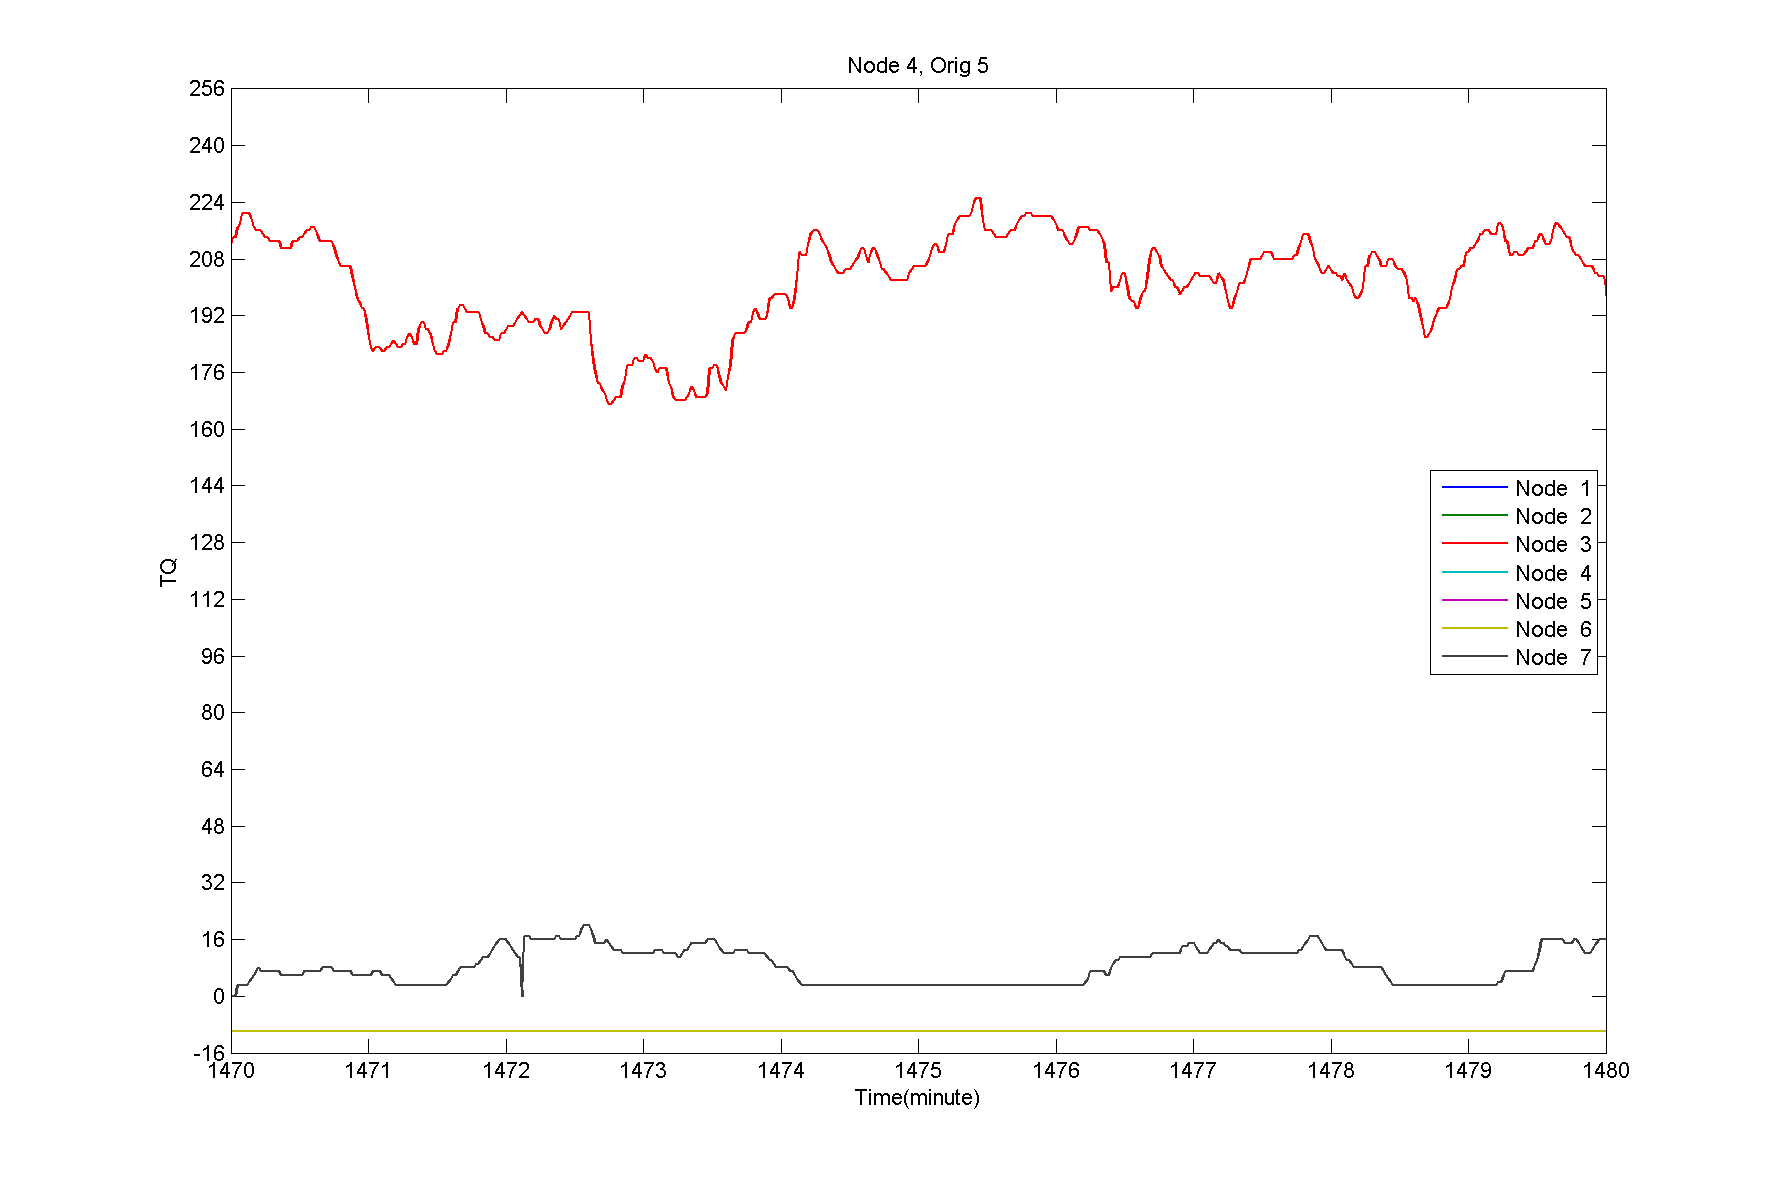 Node 4, Orig 5
256
240
224
208
192
176
160
144
128
112
96
80
64
48
32
16
0
-16
TQ
Node 1
Node 2
Node 3
Node 4
Node 5
Node 6
Node 7
1470 1471 1472 1473 1474 1475 1476 1477 1478 1479 1480
Time(minute)